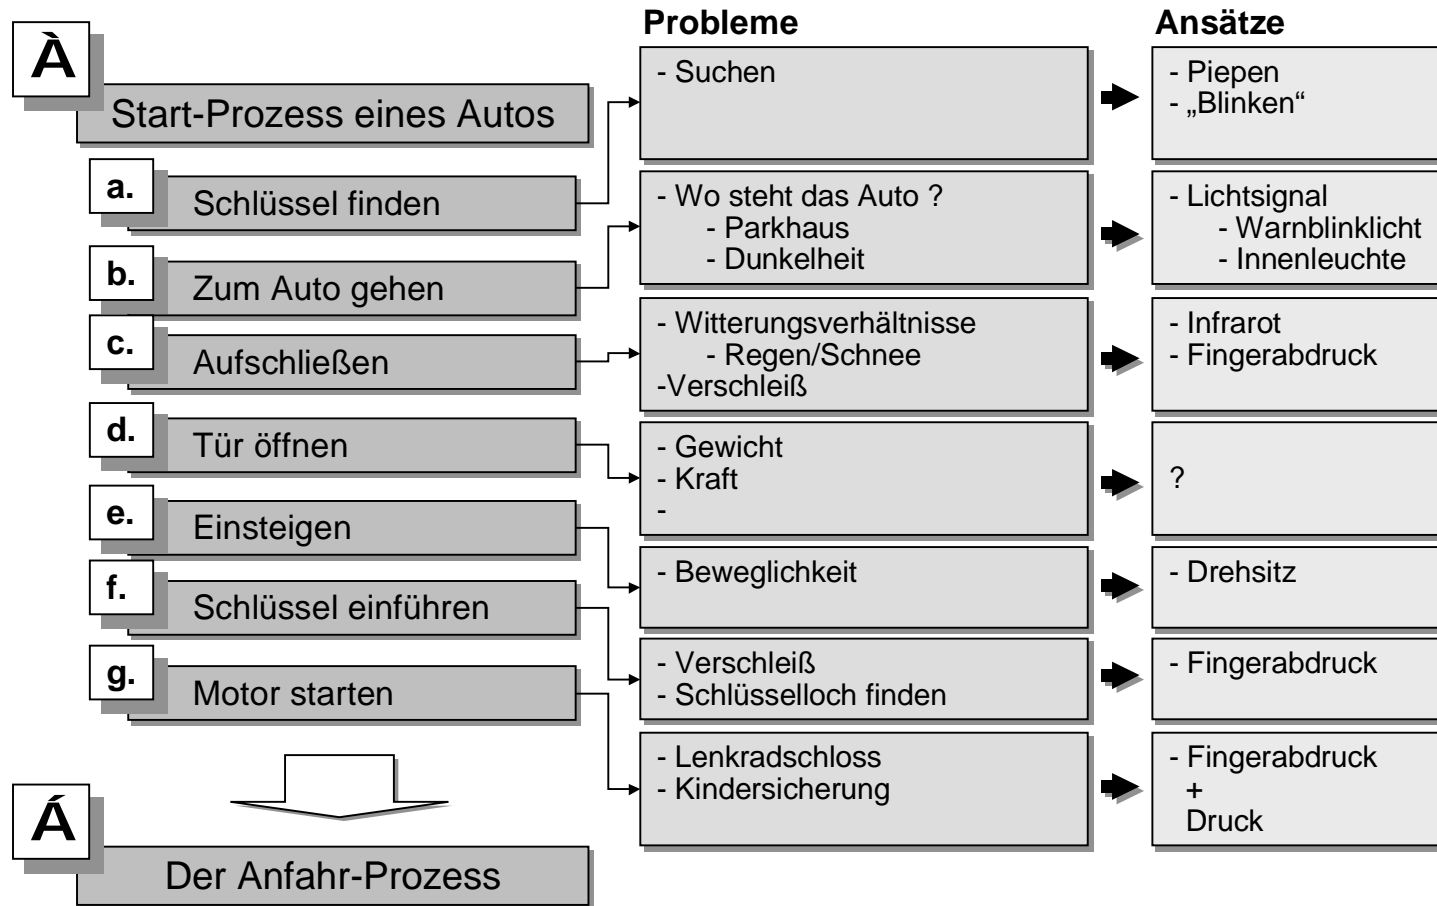 Probleme
Ansätze
À
Start-Prozess eines Autos
- Suchen
- Piepen
- „Blinken“
a.
Schlüssel finden
- Wo steht das Auto ?
- Parkhaus
- Dunkelheit
- Lichtsignal
- Warnblinklicht
- Innenleuchte
b.
Zum Auto gehen
c.
Aufschließen
- Witterungsverhältnisse
- Regen/Schnee
-Verschleiß
- Infrarot
- Fingerabdruck
d.
Tür öffnen
- Gewicht
- Kraft
-
?
e.
Einsteigen
- Beweglichkeit
- Drehsitz
f.
Schlüssel einführen
- Verschleiß
- Schlüsselloch finden
- Fingerabdruck
g.
Motor starten
- Lenkradschloss
- Kindersicherung
- Fingerabdruck
+
Druck
Á
Der Anfahr-Prozess